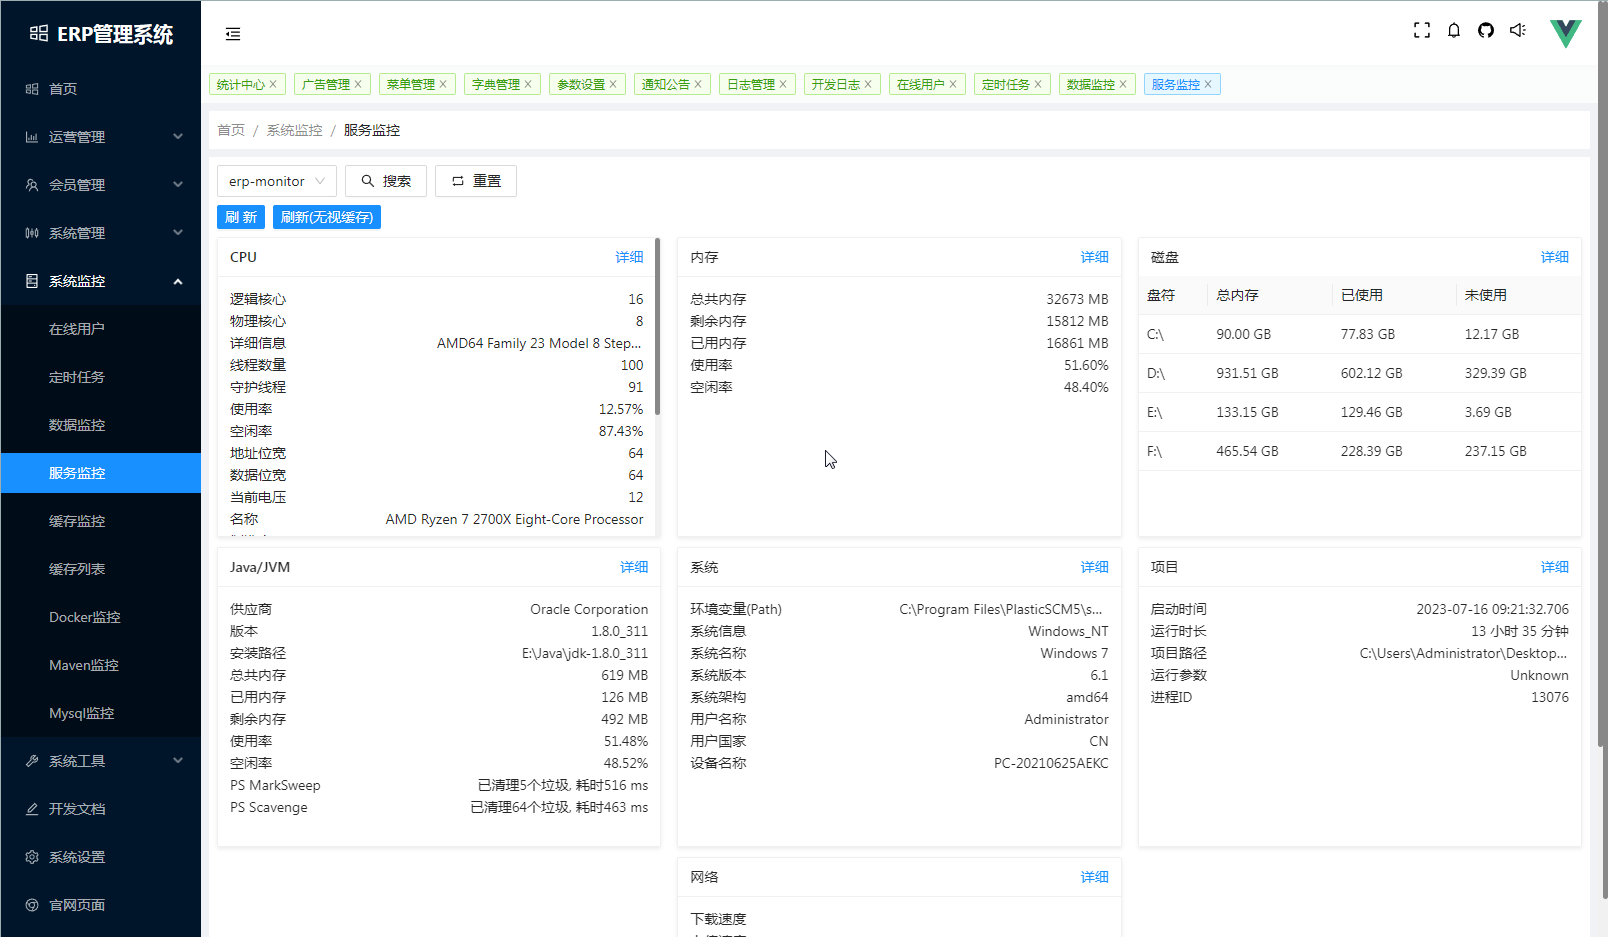 ERP管理系统
首页
运营管理
会员管理
系统管理
系统监控
在线用户
定时任务
数据监控
服务监控
缓存监控
缓存列表
Docker监控
Maven监控
Mysql监控
系统工具
开发文档
系统设置
官网页面
统计中心 × 广告管理 × 菜单管理 × 字典管理 × 参数设置 × 通知公告 × 日志管理 × 开发日志 × 在线用户 × 定时任务 × 数据监控 × 服务监控 ×
首页 / 系统监控 / 服务监控
erp-monitor 搜索 重置
刷 新 刷新(无视缓存)
CPU 详细
逻辑核心 16
物理核心 8
详细信息 AMD64 Family 23 Model 8 Step...
线程数量 100
守护线程 91
使用率 12.57%
空闲率 87.43%
地址位宽 64
数据位宽 64
当前电压 12
名称 AMD Ryzen 7 2700X Eight-Core Processor
内存 详细
总共内存 32673 MB
剩余内存 15812 MB
已用内存 16861 MB
使用率 51.60%
空闲率 48.40%
磁盘 详细
盘符 总内存 已使用 未使用
C:\ 90.00 GB 77.83 GB 12.17 GB
D:\ 931.51 GB 602.12 GB 329.39 GB
E:\ 133.15 GB 129.46 GB 3.69 GB
F:\ 465.54 GB 228.39 GB 237.15 GB
Java/JVM 详细
供应商 Oracle Corporation
版本 1.8.0_311
安装路径 E:\Java\jdk-1.8.0_311
总共内存 619 MB
已用内存 126 MB
剩余内存 492 MB
使用率 51.48%
空闲率 48.52%
PS MarkSweep 已清理5个垃圾, 耗时516 ms
PS Scavenge 已清理64个垃圾, 耗时463 ms
系统 详细
环境变量(Path) C:\Program Files\PlasticSCM5\s...
系统信息 Windows_NT
系统名称 Windows 7
系统版本 6.1
系统架构 amd64
用户名称 Administrator
用户国家 CN
设备名称 PC-20210625AEKC
项目 详细
启动时间 2023-07-16 09:21:32.706
运行时长 13 小时 35 分钟
项目路径 C:\Users\Administrator\Desktop...
运行参数 Unknown
进程ID 13076
网络 详细
下载速度